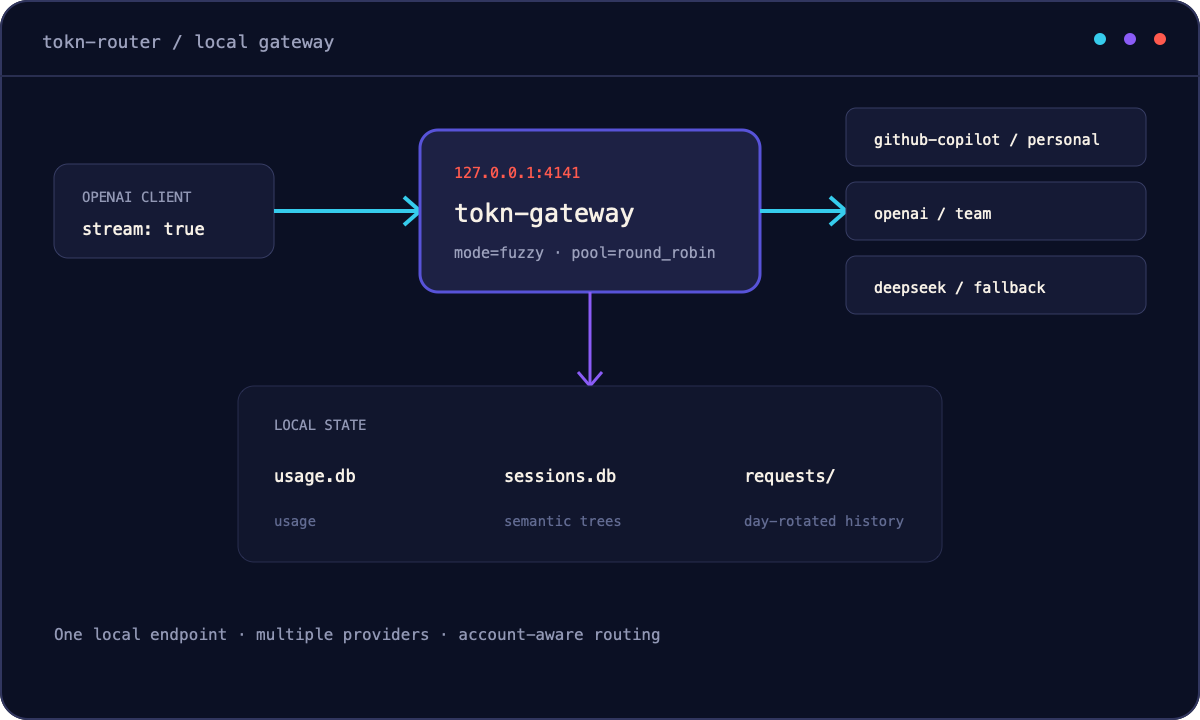 tokn-router / local gateway
OPENAI CLIENT
stream: true
127.0.0.1:4141
tokn-gateway
mode=fuzzy · pool=round_robin
github-copilot / personal
openai / team
deepseek / fallback
LOCAL STATE
usage.db
sessions.db
requests/
usage
semantic trees
day-rotated history
One local endpoint · multiple providers · account-aware routing